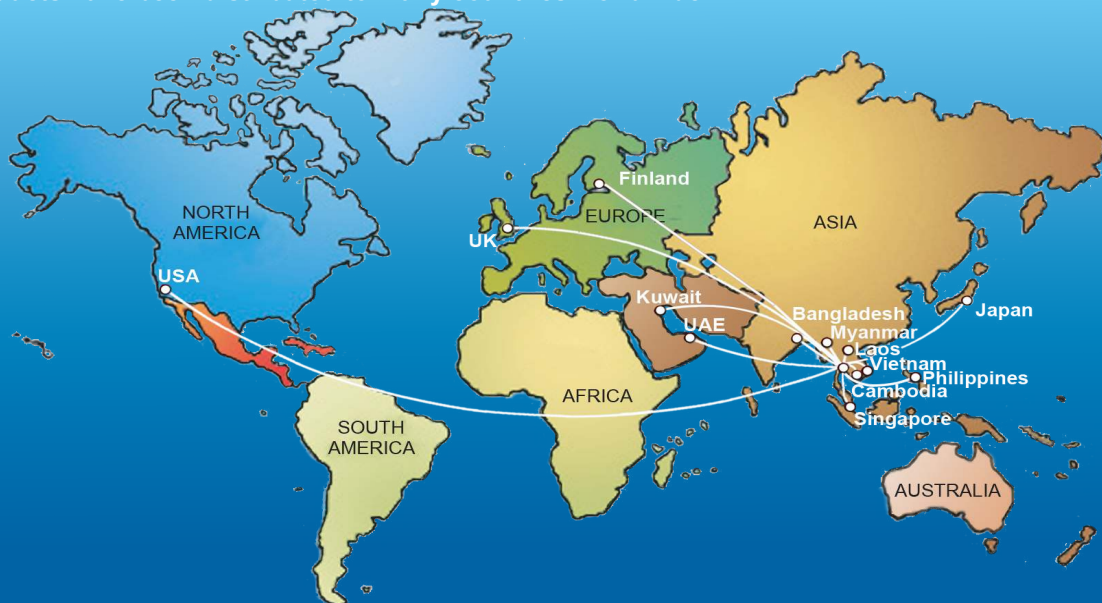 Finland
NORTH
AMERICA
EUROPE
ASIA
UK
USA
Kuwait
Bangladesh
Japan
UAE
Myanmar
Laos
Vietnam
Philippines
Cambodia
AFRICA
Singapore
SOUTH
AMERICA
AUSTRALIA